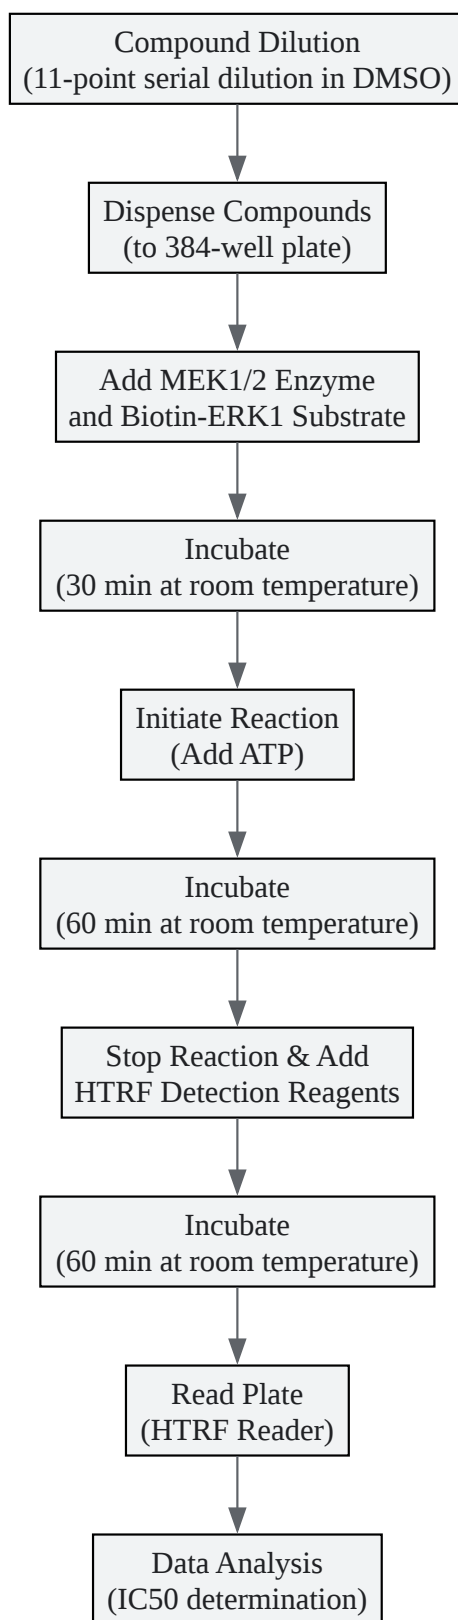 Compound Dilution
(11-point serial dilution in DMSO)
Dispense Compounds
(to 384-well plate)
Add MEK1/2 Enzyme
and Biotin-ERK1 Substrate
Incubate
(30 min at room temperature)
Initiate Reaction
(Add ATP)
Incubate
(60 min at room temperature)
Stop Reaction & Add
HTRF Detection Reagents
Incubate
(60 min at room temperature)
Read Plate
(HTRF Reader)
Data Analysis
(IC50 determination)